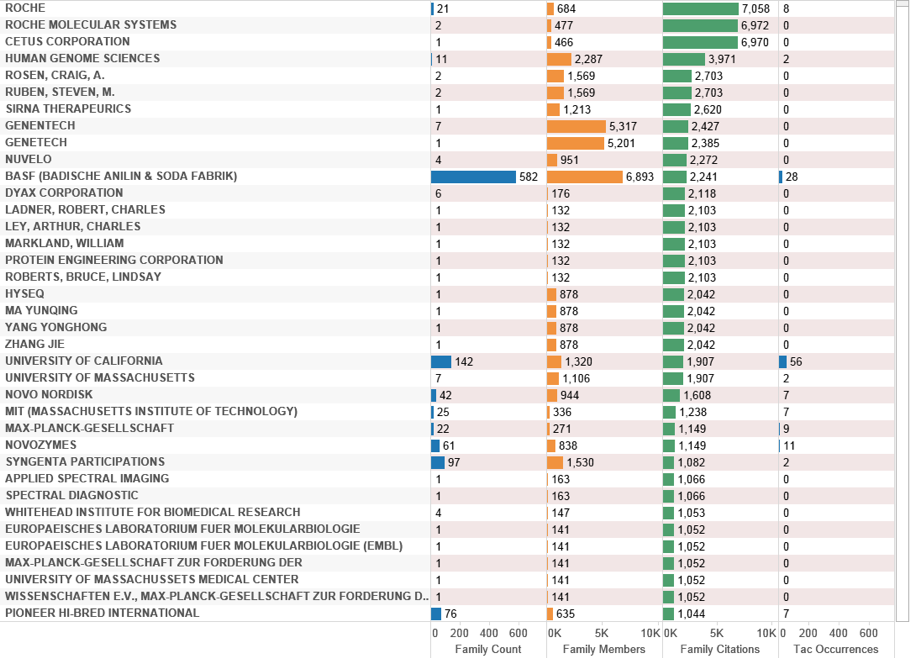 ROCHE 21 684 7,058 8
ROCHE MOLECULAR SYSTEMS 2 477 6,972 0
CETUS CORPORATION 1 466 6,970 0
HUMAN GENOME SCIENCES 11 2,287 3,971 2
ROSEN, CRAIG, A. 2 1,569 2,703 0
RUBEN, STEVEN, M. 2 1,569 2,703 0
SIRNA THERAPEURICS 1 1,213 2,620 0
GENENTECH 7 5,317 2,427 0
GENETECH 1 5,201 2,385 0
NUVELO 4 951 2,272 0
BASF (BADISCHE ANILIN & SODA FABRIK) 582 6,893 2,241 28
DYAX CORPORATION 6 176 2,118 0
LADNER, ROBERT, CHARLES 1 132 2,103 0
LEY, ARTHUR, CHARLES 1 132 2,103 0
MARKLAND, WILLIAM 1 132 2,103 0
PROTEIN ENGINEERING CORPORATION 1 132 2,103 0
ROBERTS, BRUCE, LINDSAY 1 132 2,103 0
HYSEQ 1 878 2,042 0
MA YUNQING 1 878 2,042 0
YANG YONGHONG 1 878 2,042 0
ZHANG JIE 1 878 2,042 0
UNIVERSITY OF CALIFORNIA 142 1,320 1,907 56
UNIVERSITY OF MASSACHUSETTS 7 1,106 1,907 2
NOVO NORDISK 42 944 1,608 7
MIT (MASSACHUSETTS INSTITUTE OF TECHNOLOGY) 25 336 1,238 7
MAX-PLANCK-GESELLSCHAFT 22 271 1,149 9
NOVOZYMES 61 838 1,149 11
SYNGENTA PARTICIPATIONS 97 1,530 1,082 2
APPLIED SPECTRAL IMAGING 1 163 1,066 0
SPECTRAL DIAGNOSTIC 1 163 1,066 0
WHITEHEAD INSTITUTE FOR BIOMEDICAL RESEARCH 4 147 1,053 0
EUROPAEISCHES LABORATORIUM FUER MOLEKULARBIOLOGIE 1 141 1,052 0
EUROPAEISCHES LABORATORIUM FUER MOLEKULARBIOLOGIE (EMBL) 1 141 1,052 0
MAX-PLANCK-GESELLSCHAFT ZUR FORDERUNG DER 1 141 1,052 0
UNIVERSITY OF MASSACHUSSETS MEDICAL CENTER 1 141 1,052 0
WISSENSCHAFTEN E.V., MAX-PLANCK-GESELLSCHAFT ZUR FORDERUNG D.. 1 141 1,052 0
PIONEER HI-BRED INTERNATIONAL 76 635 1,044 7
0 200 400 600 0K 5K 10K 0K 5K 10K 0 200 400 600
Family Count Family Members Family Citations Tac Occurrences